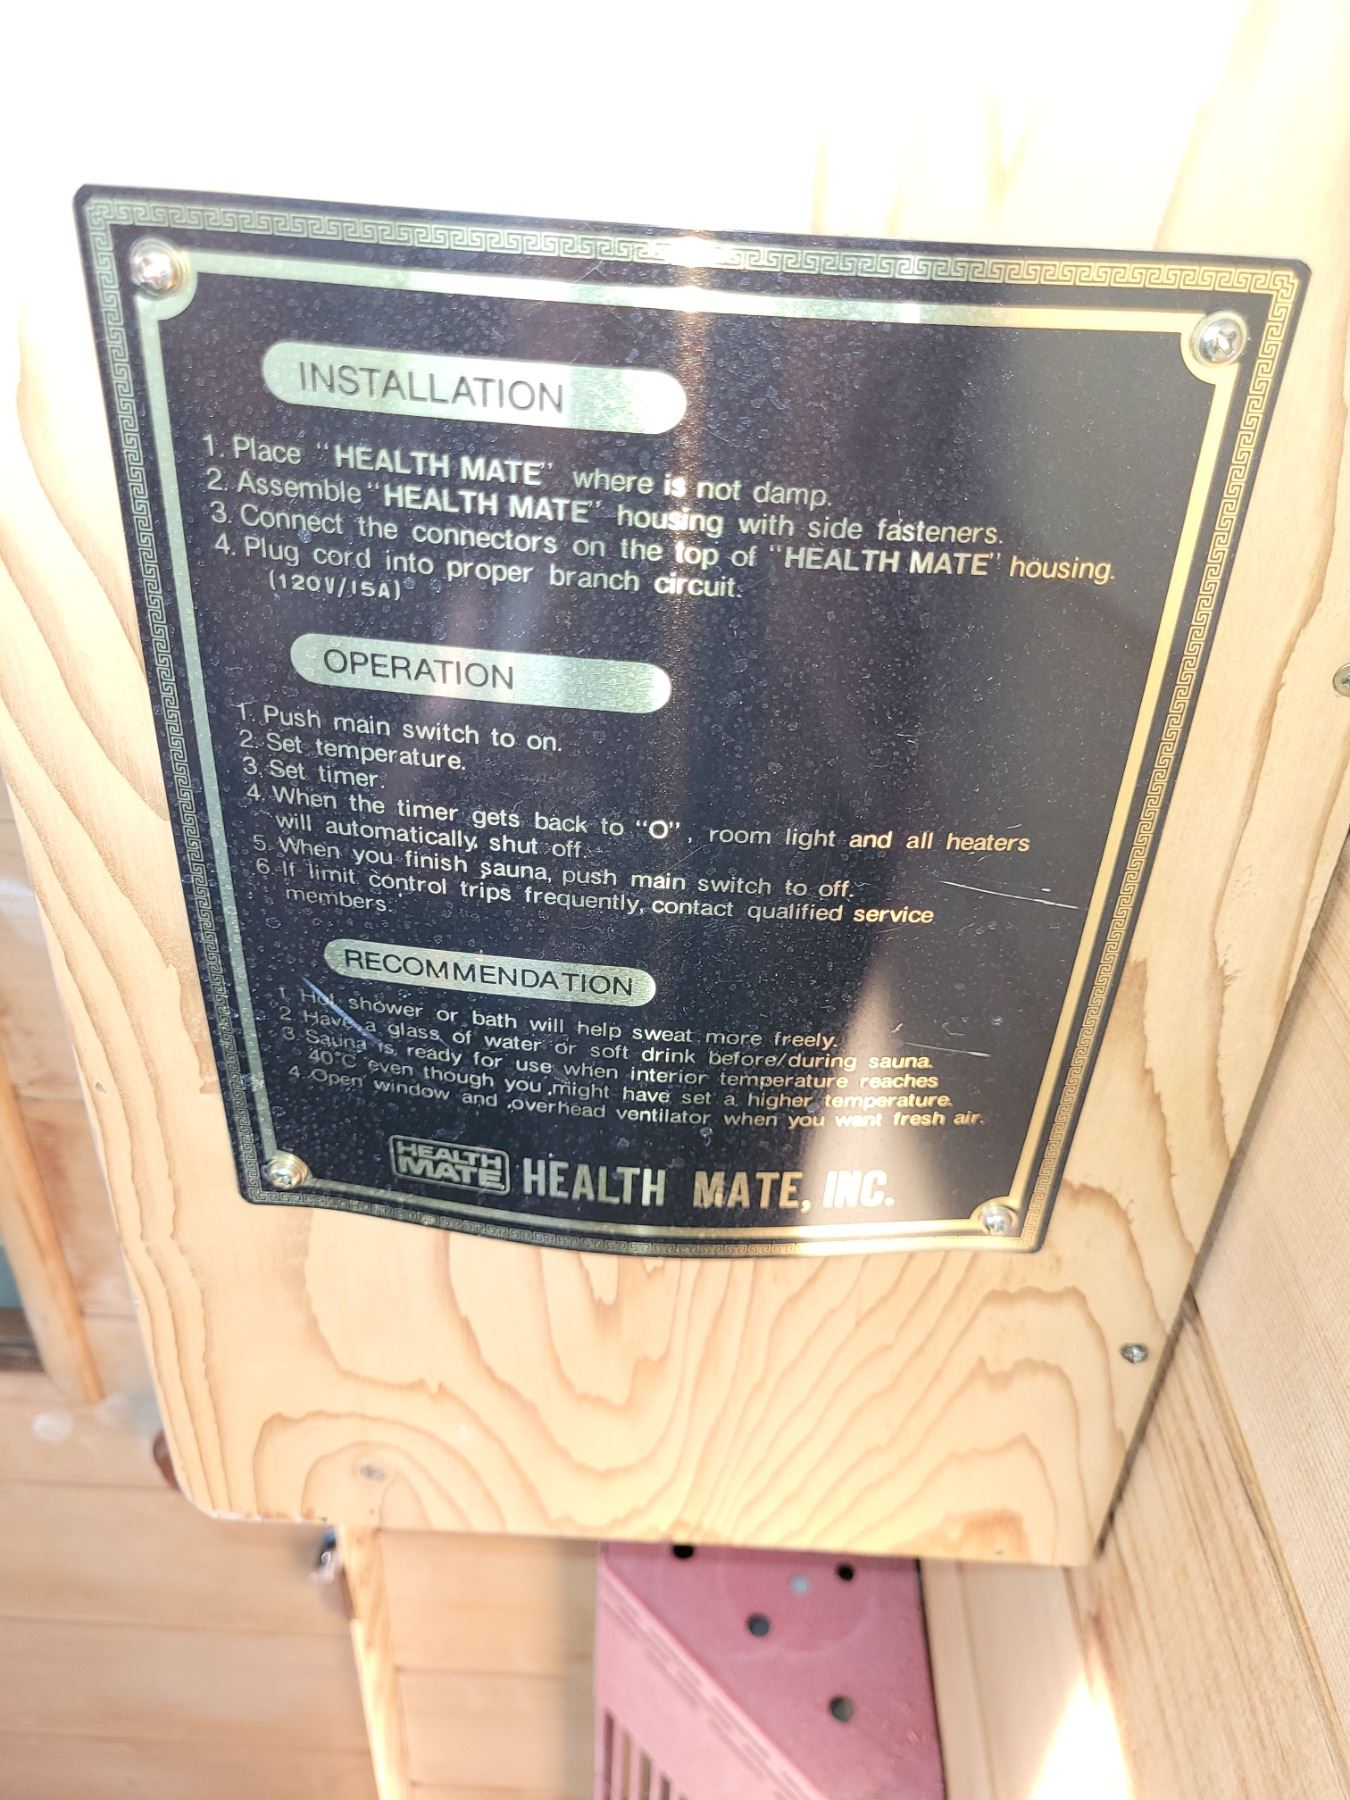 INSTALLATION
1. Place "HEALTH MATE" where is not damp.
2. Assemble "HEALTH MATE" housing with side fasteners.
3. Connect the connectors on the top of "HEALTH MATE" housing.
4. Plug cord into proper branch circuit.
(120V/15A)
OPERATION
1. Push main switch to on.
2. Set temperature.
3. Set timer.
4. When the timer gets back to "O", room light and all heaters
will automatically shut off.
5. When you finish sauna, push main switch to off.
6. If limit control trips frequently, contact qualified service
members.
RECOMMENDATION
1. Hot shower or bath will help sweat more freely.
2 Have a glass of water or soft drink before/during sauna.
3. Sauna is ready for use when interior temperature reaches
40°C even though you might have set a higher temperature.
4. Open window and overhead ventilator when you want fresh air.
HEALTH
MATE
HEALTH MATE, INC.